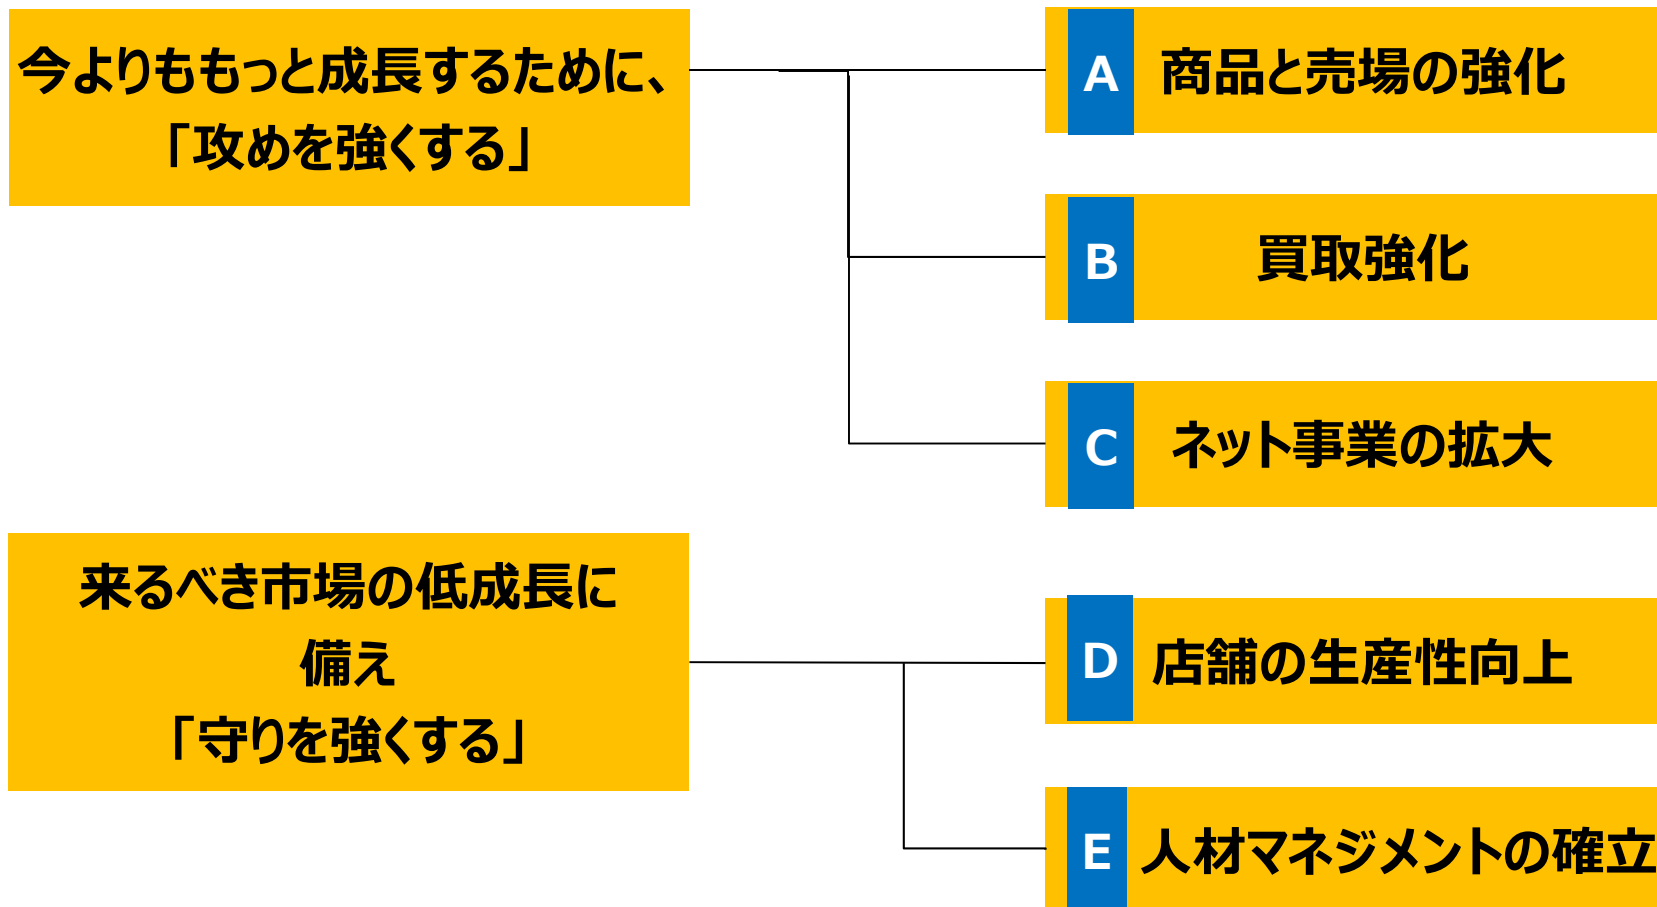 今よりももっと成長するために、
「攻めを強くする」
A 商品と売場の強化
B 買取強化
C ネット事業の拡大
来るべき市場の低成長に
備え
「守りを強くする」
D 店舗の生産性向上
E 人材マネジメントの確立